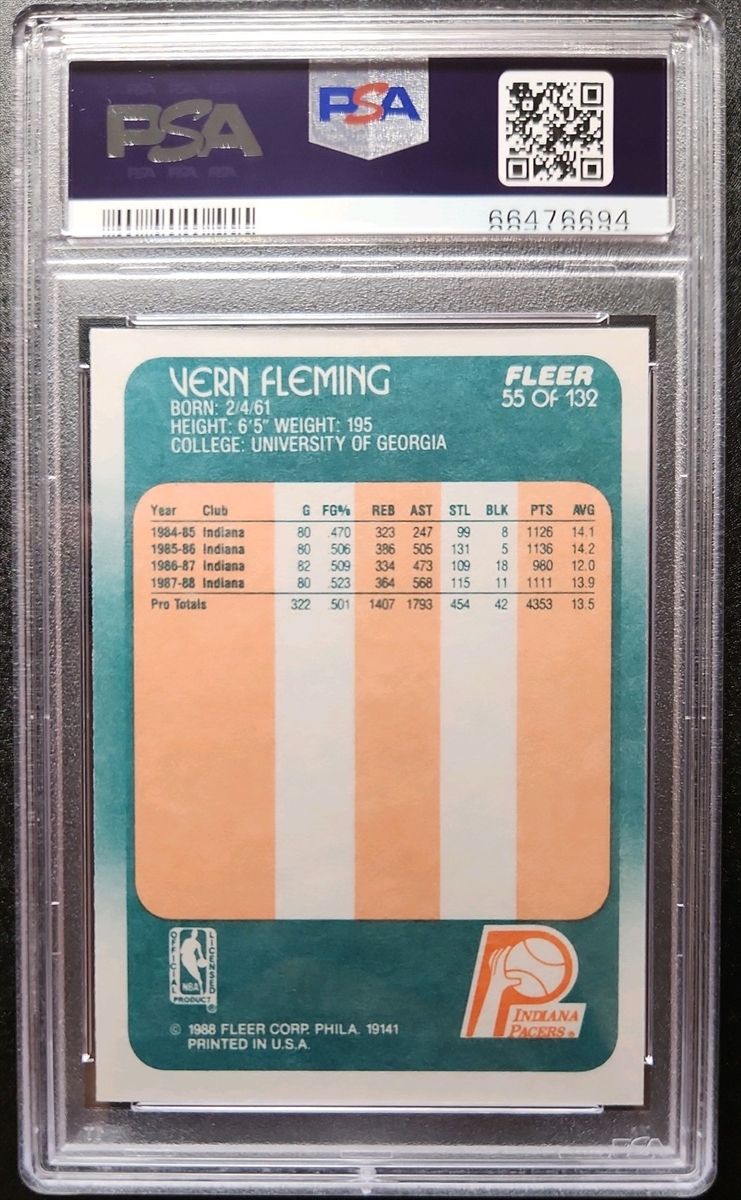 PSA PSA
PSA PSA PSA
66476694
VERN FLEMING
BORN: 2/4/61
HEIGHT: 6'5" WEIGHT: 195
COLLEGE: UNIVERSITY OF GEORGIA
FLEER
55 OF 132
Year Club G FG% REB AST STL BLK PTS AVG
1984-85 Indiana 80 .470 323 247 99 8 1126 14.1
1985-86 Indiana 80 .506 386 505 131 5 1136 14.2
1986-87 Indiana 82 .509 334 473 109 18 980 12.0
1987-88 Indiana 80 .523 364 568 115 11 1111 13.9
Pro Totals 322 .501 1407 1793 454 42 4353 13.5
OFFICIAL LICENSED
NBA
PRODUCT ®
INDIANA
PACERS ®
© 1988 FLEER CORP. PHILA. 19141
PRINTED IN U.S.A.
PSA